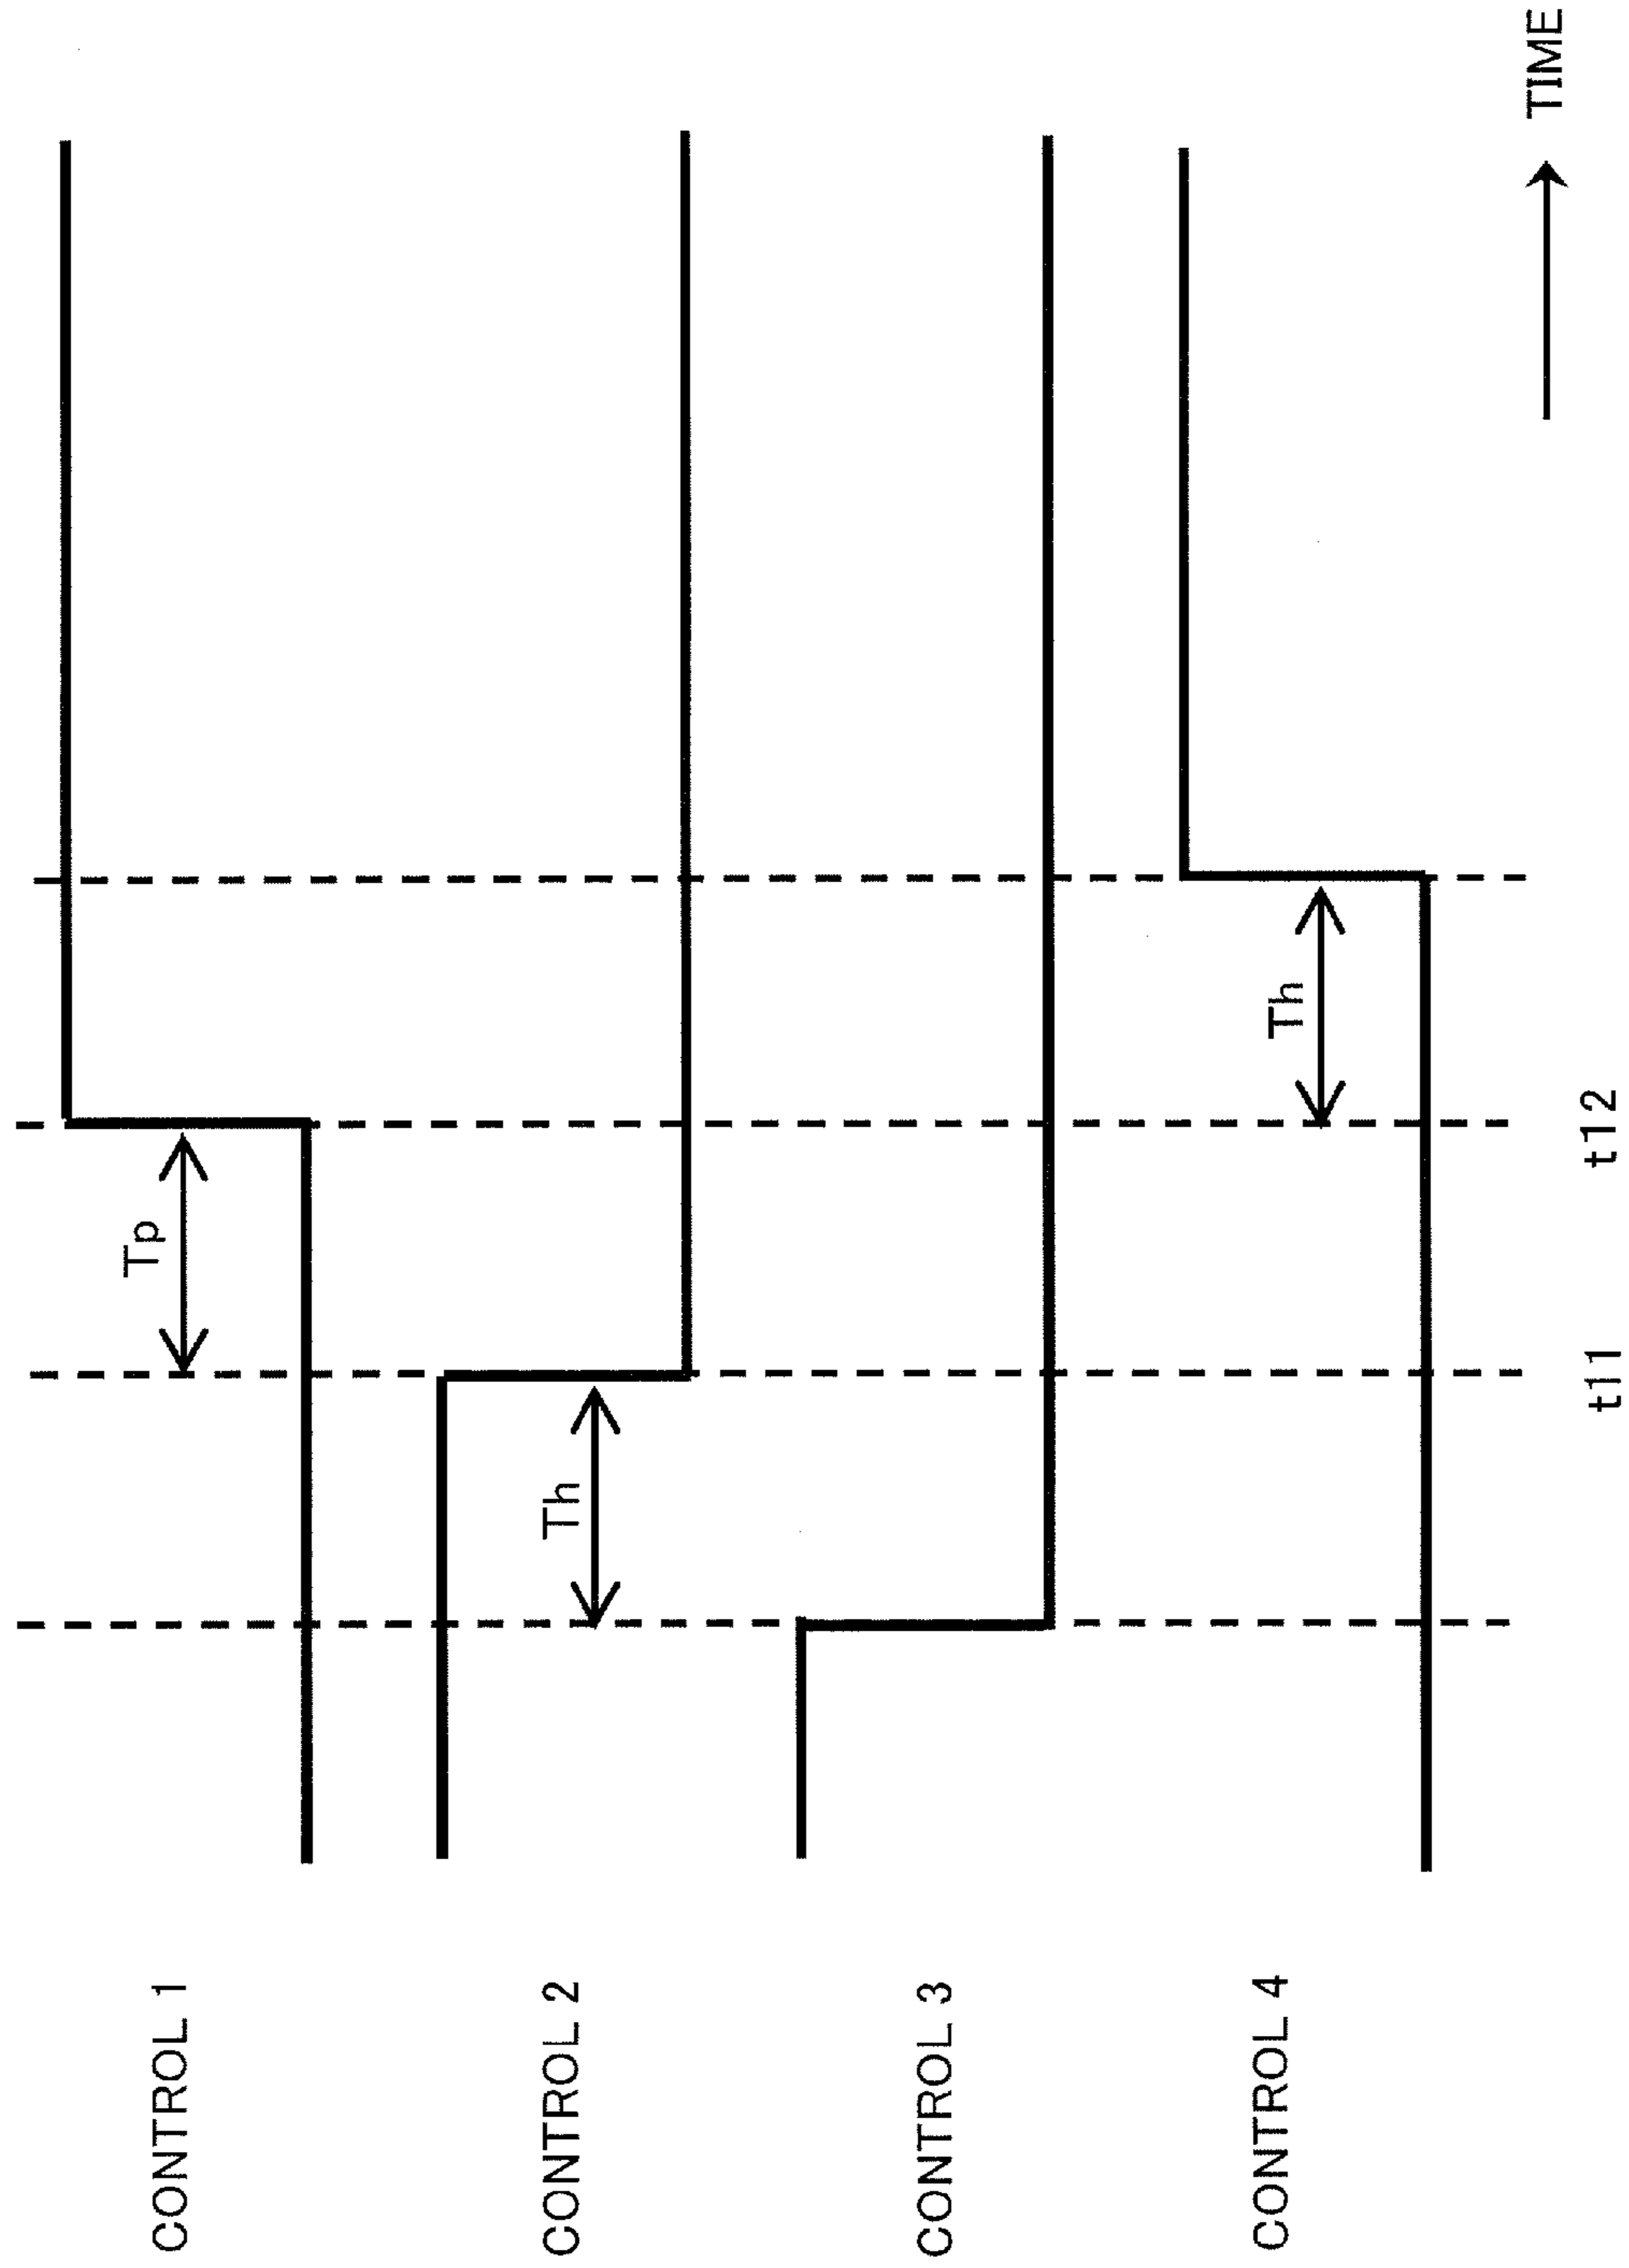 CONTROL 1
Tp
CONTROL 2
Th
CONTROL 3
CONTROL 4
Th
TIME
t11
t12